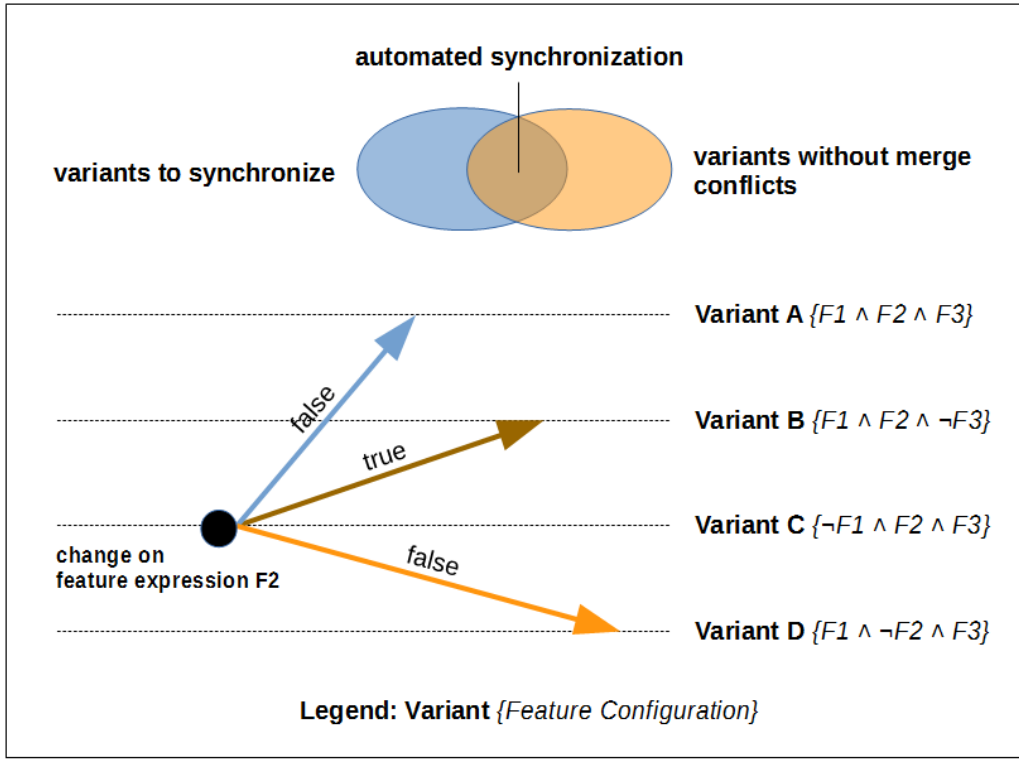 automated synchronization
variants to synchronize
variants without merge
conflicts
Variant A {F1 ∧ F2 ∧ F3}
false
Variant B {F1 ∧ F2 ∧ ¬F3}
true
Variant C {¬F1 ∧ F2 ∧ F3}
change on
feature expression F2
false
Variant D {F1 ∧ ¬F2 ∧ F3}
Legend: Variant {Feature Configuration}